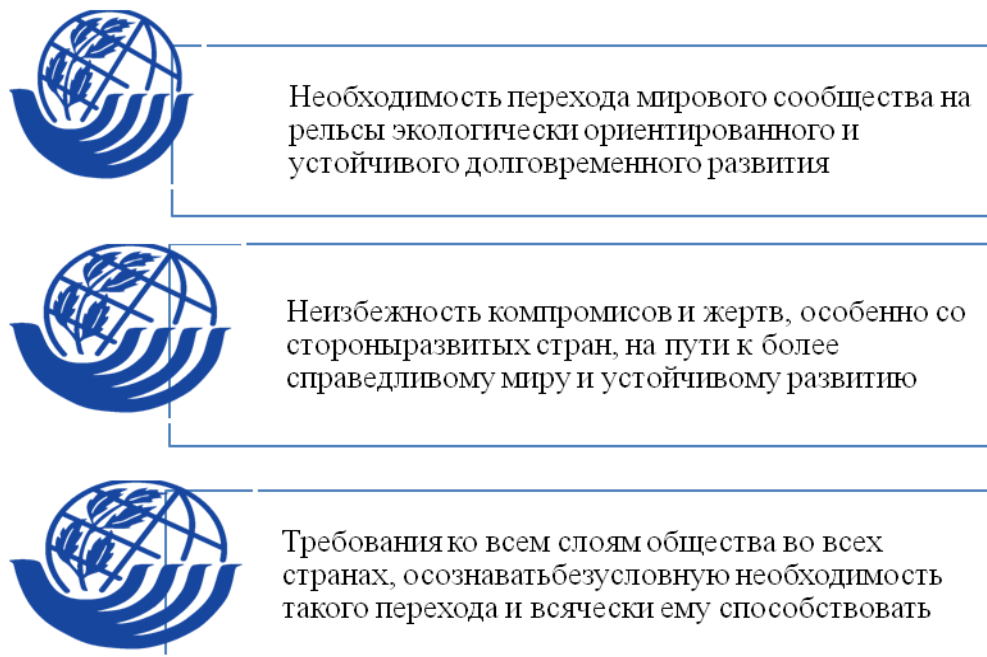 Необходимость перехода мирового сообщества на
рельсы экологически ориентированного и
устойчивого долговременного развития
Неизбежность компромисов и жертв, особенно со
стороныразвитых стран, на пути к более
справедливому миру и устойчивому развитию
Требования ко всем слоям общества во всех
странах, осознаватьбезусловную необходимость
такого перехода и всячески ему способствовать